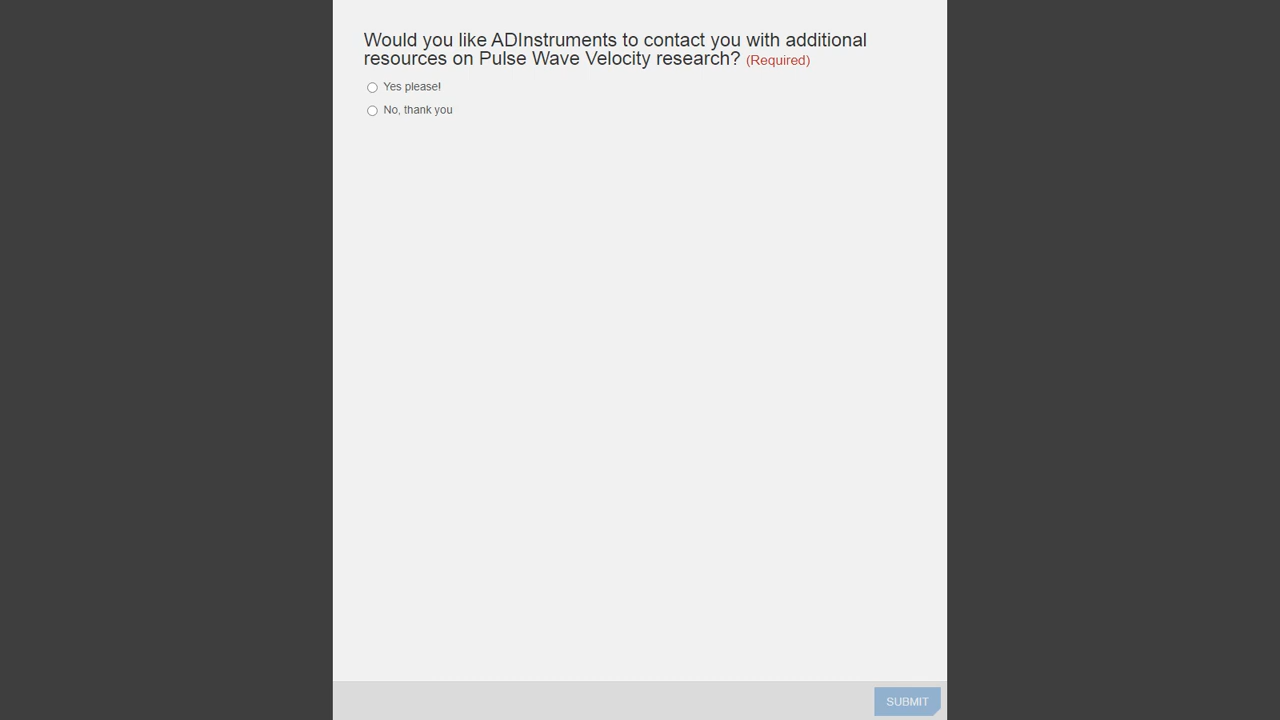 Would you like ADInstruments to contact you with additional
resources on Pulse Wave Velocity research? (Required)
Yes please!
No, thank you
SUBMIT